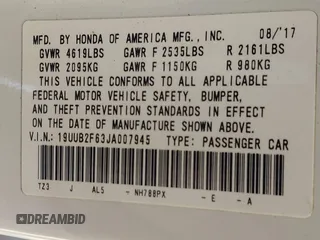 MFD. BY HONDA OF AMERICA MFG., INC. 08/'17
GVWR 4619LBS GAWR F 2535LBS R 2161LBS
GVWR 2095KG GAWR F 1150KG R 980KG
THIS VEHICLE CONFORMS TO ALL APPLICABLE
FEDERAL MOTOR VEHICLE SAFETY, BUMPER,
AND THEFT PREVENTION STANDARDS IN EFFECT
ON THE DATE OF MANUFACTURE SHOWN ABOVE.
V.I.N.: 19UUB2F63JA007945 TYPE: PASSENGER CAR
TZ3 J AL5 - NH788PX - E - A
DREAMBID